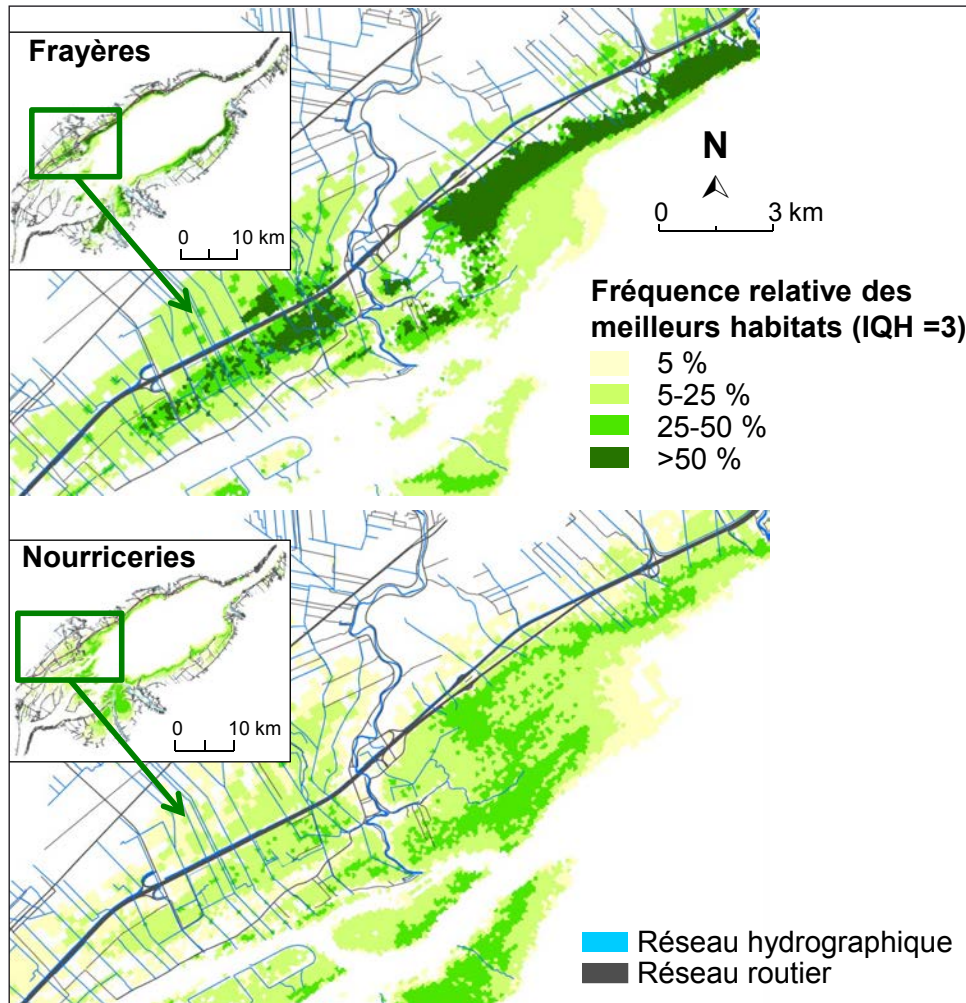 Frayères
0 10 km
N
0 3 km
Fréquence relative des
meilleurs habitats (IQH =3)
5 %
5-25 %
25-50 %
>50 %
Nourriceries
0 10 km
Réseau hydrographique
Réseau routier